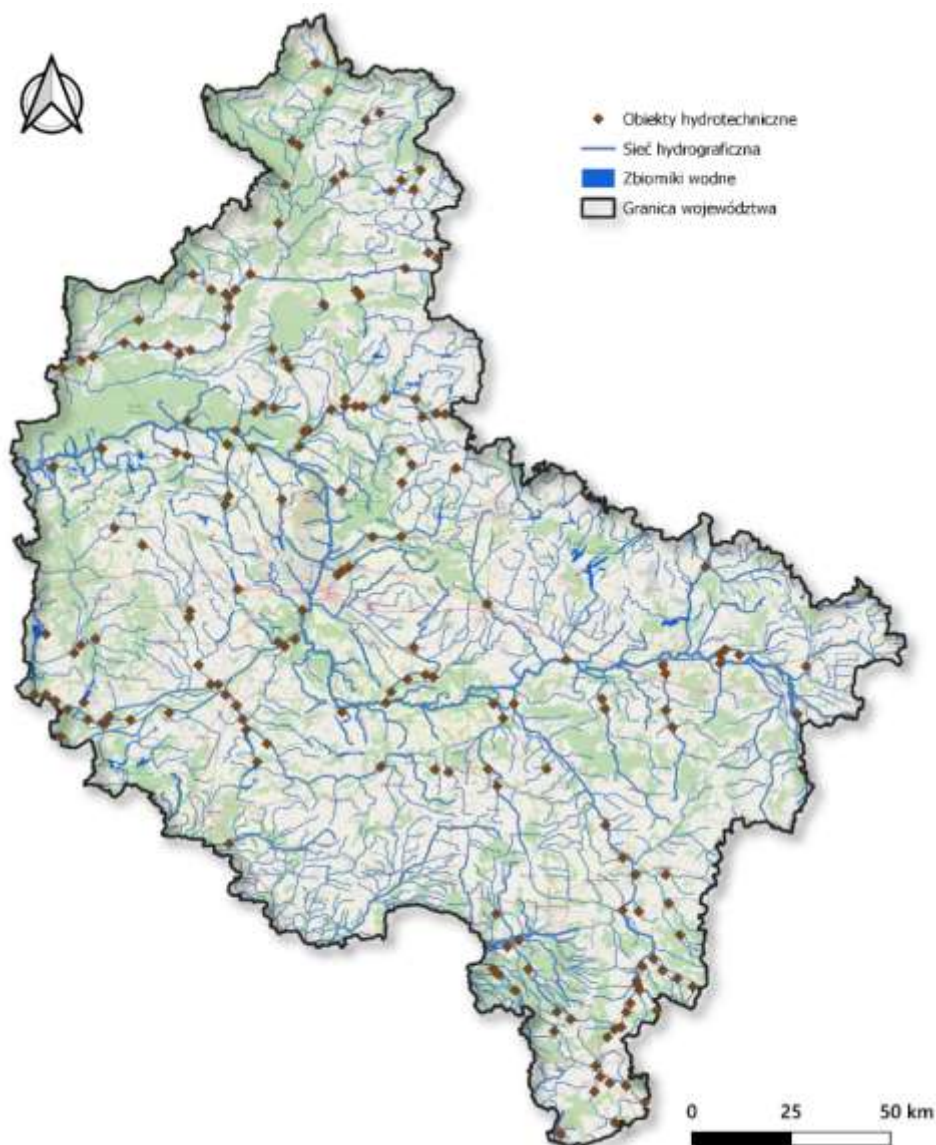 Obiekty hydrotechniczne
Sieć hydrograficzna
Zbiorniki wodne
Granica województwa
0 25 50 km